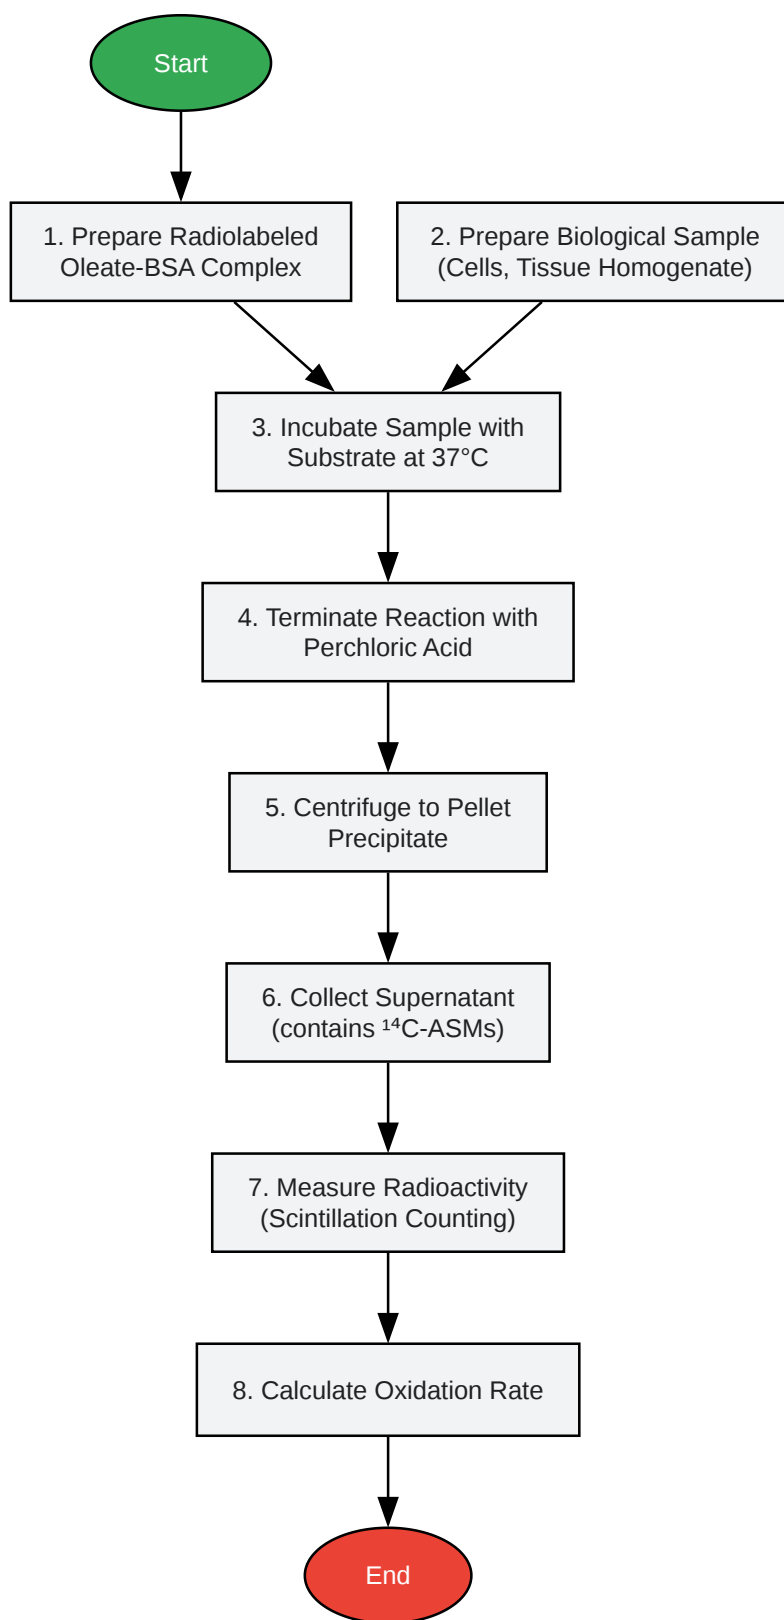 Start
1. Prepare Radiolabeled
Oleate-BSA Complex
2. Prepare Biological Sample
(Cells, Tissue Homogenate)
3. Incubate Sample with
Substrate at 37°C
4. Terminate Reaction with
Perchloric Acid
5. Centrifuge to Pellet
Precipitate
6. Collect Supernatant
(contains ¹⁴C-ASMs)
7. Measure Radioactivity
(Scintillation Counting)
8. Calculate Oxidation Rate
End